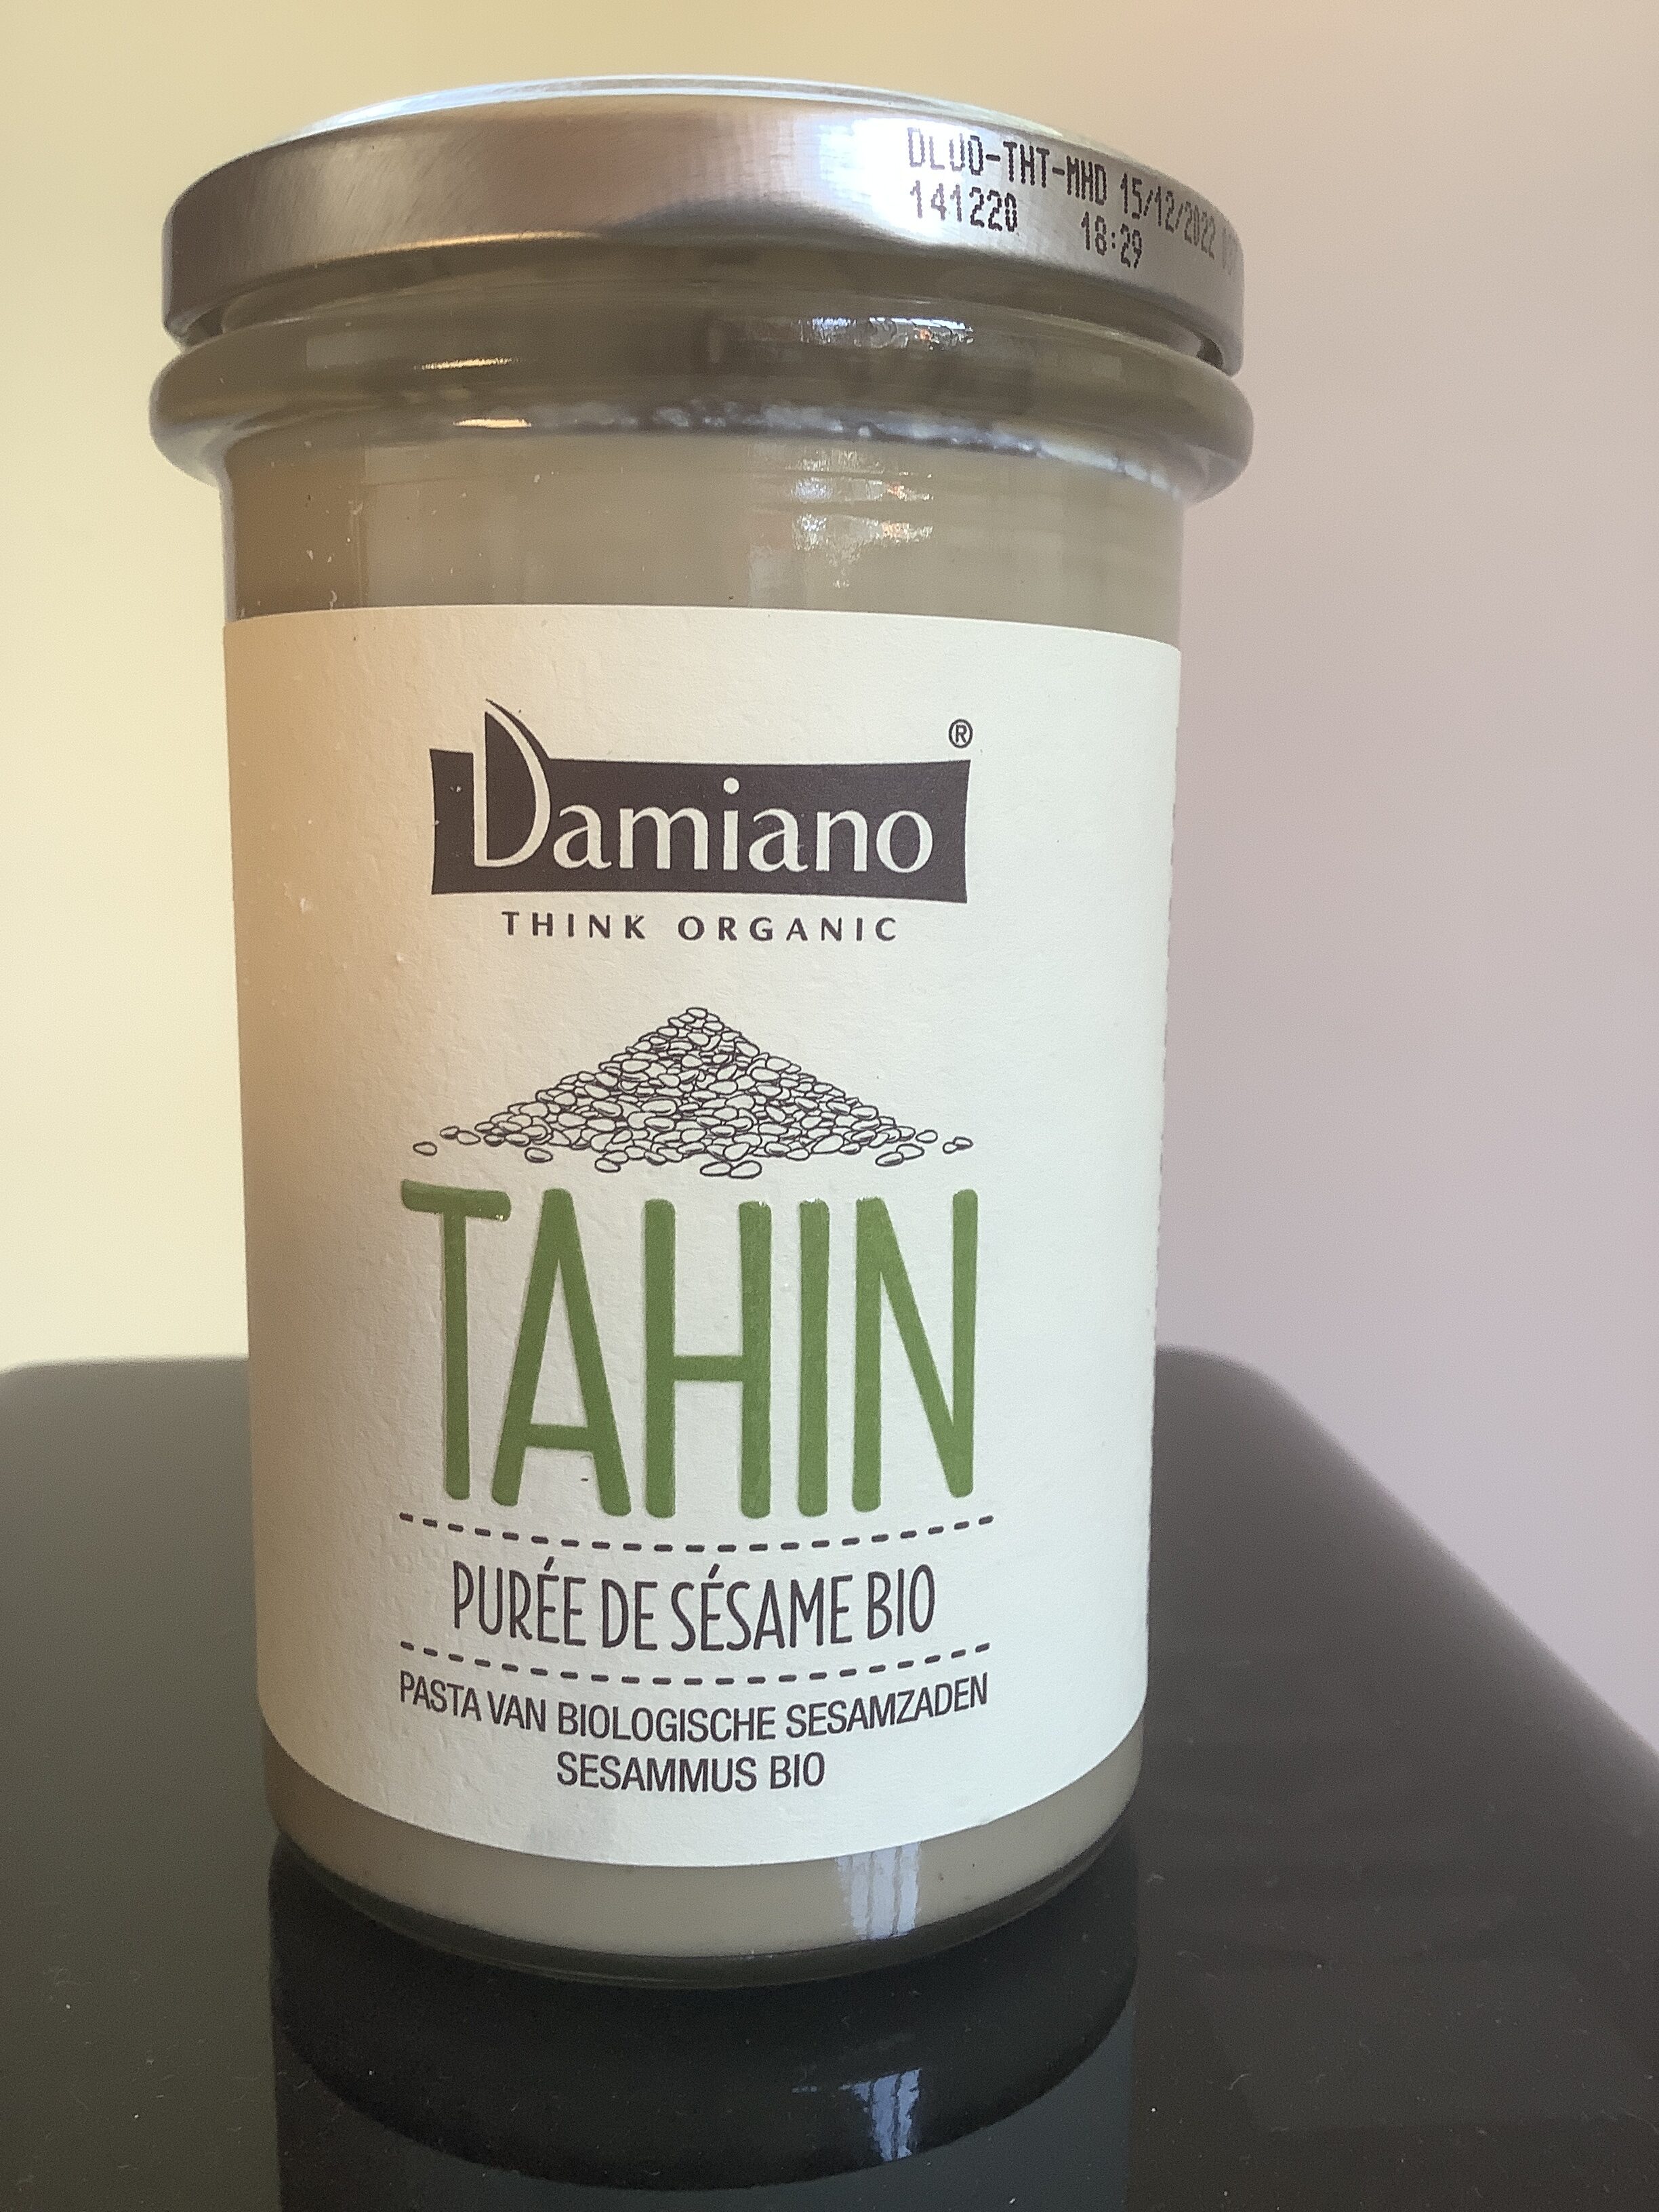 DLUO-THT-MHD 15/12/2022
141220 18:29
Damiano ®
THINK ORGANIC
TAHIN
PURÉE DE SÉSAME BIO
PASTA VAN BIOLOGISCHE SESAMZADEN
SESAMMUS BIO